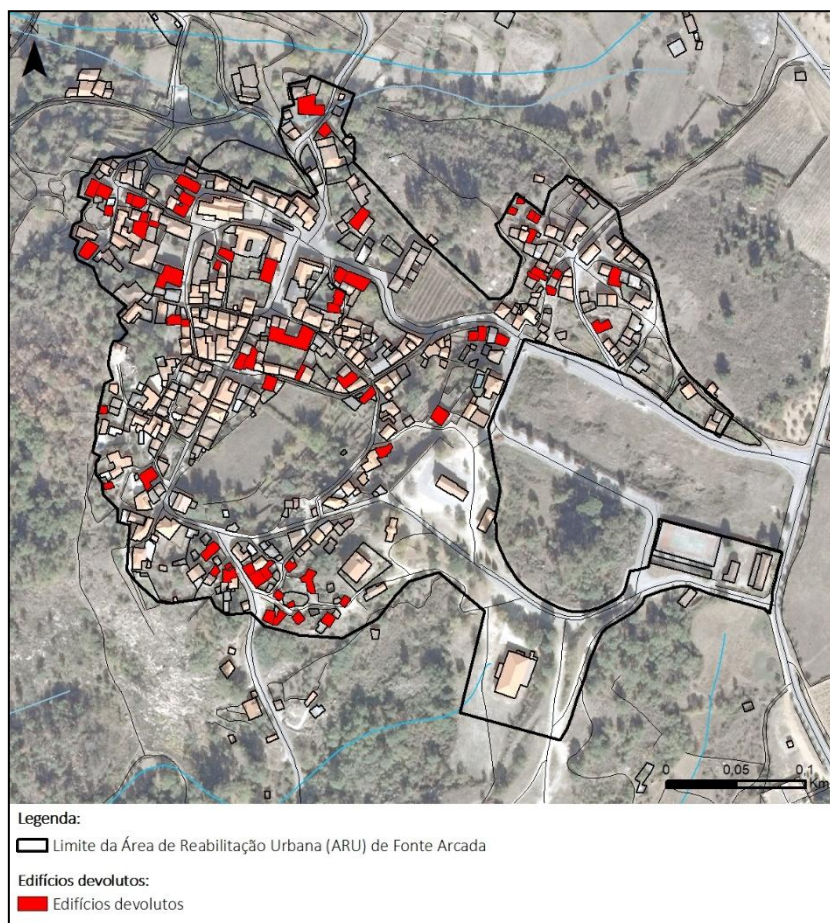 0 0,05 0,1
Km
Legenda:
Limite da Área de Reabilitação Urbana (ARU) de Fonte Arcada
Edifícios devolutos:
Edifícios devolutos